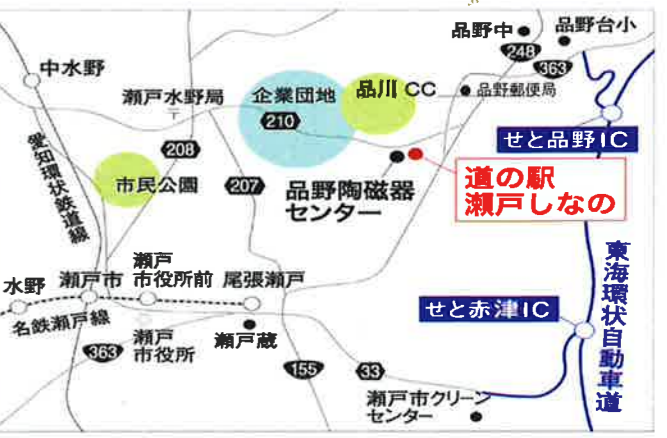 品野中
品野台小
248
363
中水野
瀬戸水野局
〒
企業団地
210
品川 CC
品野郵便局
せと品野IC
愛知環状鉄道線
208
市民公園
207
品野陶磁器
センター
道の駅
瀬戸しなの
水野
瀬戸市
瀬戸
市役所前
尾張瀬戸
名鉄瀬戸線
瀬戸
市役所
瀬戸蔵
363
155
33
せと赤津IC
東海環状自動車道
瀬戸市クリーン
センター